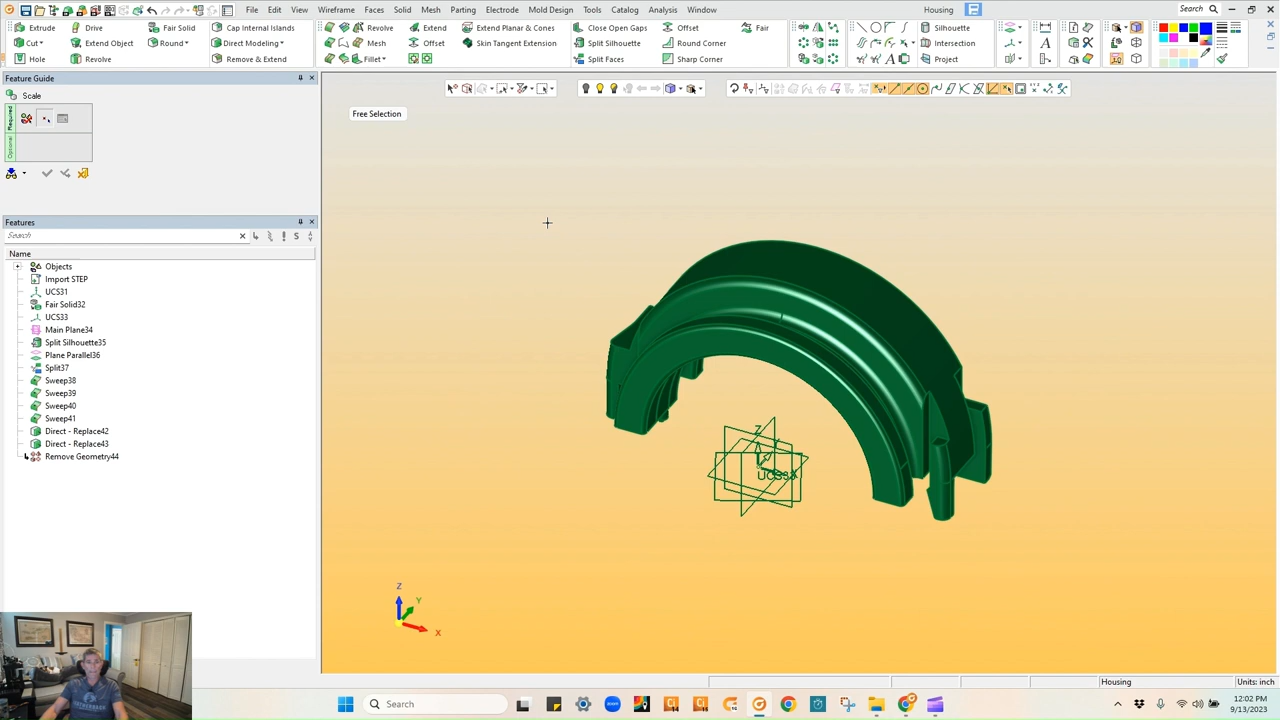 File Edit View Wireframe Faces Solid Mesh Parting Electrode Mold Design Tools Catalog Analysis Window Housing Search
Extrude Drive Fair Solid Cap Internal Islands Revolve Extend Extend Planar & Cones Close Open Gaps Offset Fair Silhouette
Cut Extend Object Round Direct Modeling Mesh Offset Skin Tangent Extension Split Silhouette Round Corner Intersection
Hole Revolve Remove & Extend Fillet Split Faces Sharp Corner Project
Feature Guide
Scale
Required
Optional
Free Selection
Features
Search
Name
Objects
Import STEP
UCS31
Fair Solid32
UCS33
Main Plane34
Split Silhouette35
Plane Parallel36
Split37
Sweep38
Sweep39
Sweep40
Sweep41
Direct - Replace42
Direct - Replace43
Remove Geometry44
Z
Z
Y
X
Housing Units: inch
Search
12:02 PM
9/13/2023